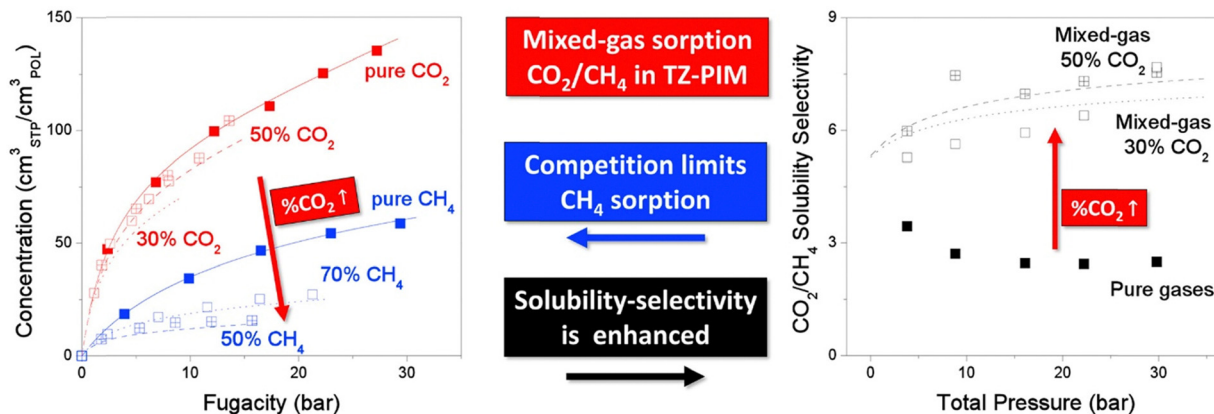 150
100
50
0
0
10
20
30
Concentration (cm³STP/cm³POL)
Fugacity (bar)
pure CO₂
50% CO₂
%CO₂ ↑
pure CH₄
30% CO₂
70% CH₄
50% CH₄
Mixed-gas sorption
CO₂/CH₄ in TZ-PIM
Competition limits
CH₄ sorption
Solubility-selectivity
is enhanced
9
6
3
0
0
10
20
30
CO₂/CH₄ Solubility Selectivity
Total Pressure (bar)
Mixed-gas
50% CO₂
Mixed-gas
30% CO₂
%CO₂ ↑
Pure gases